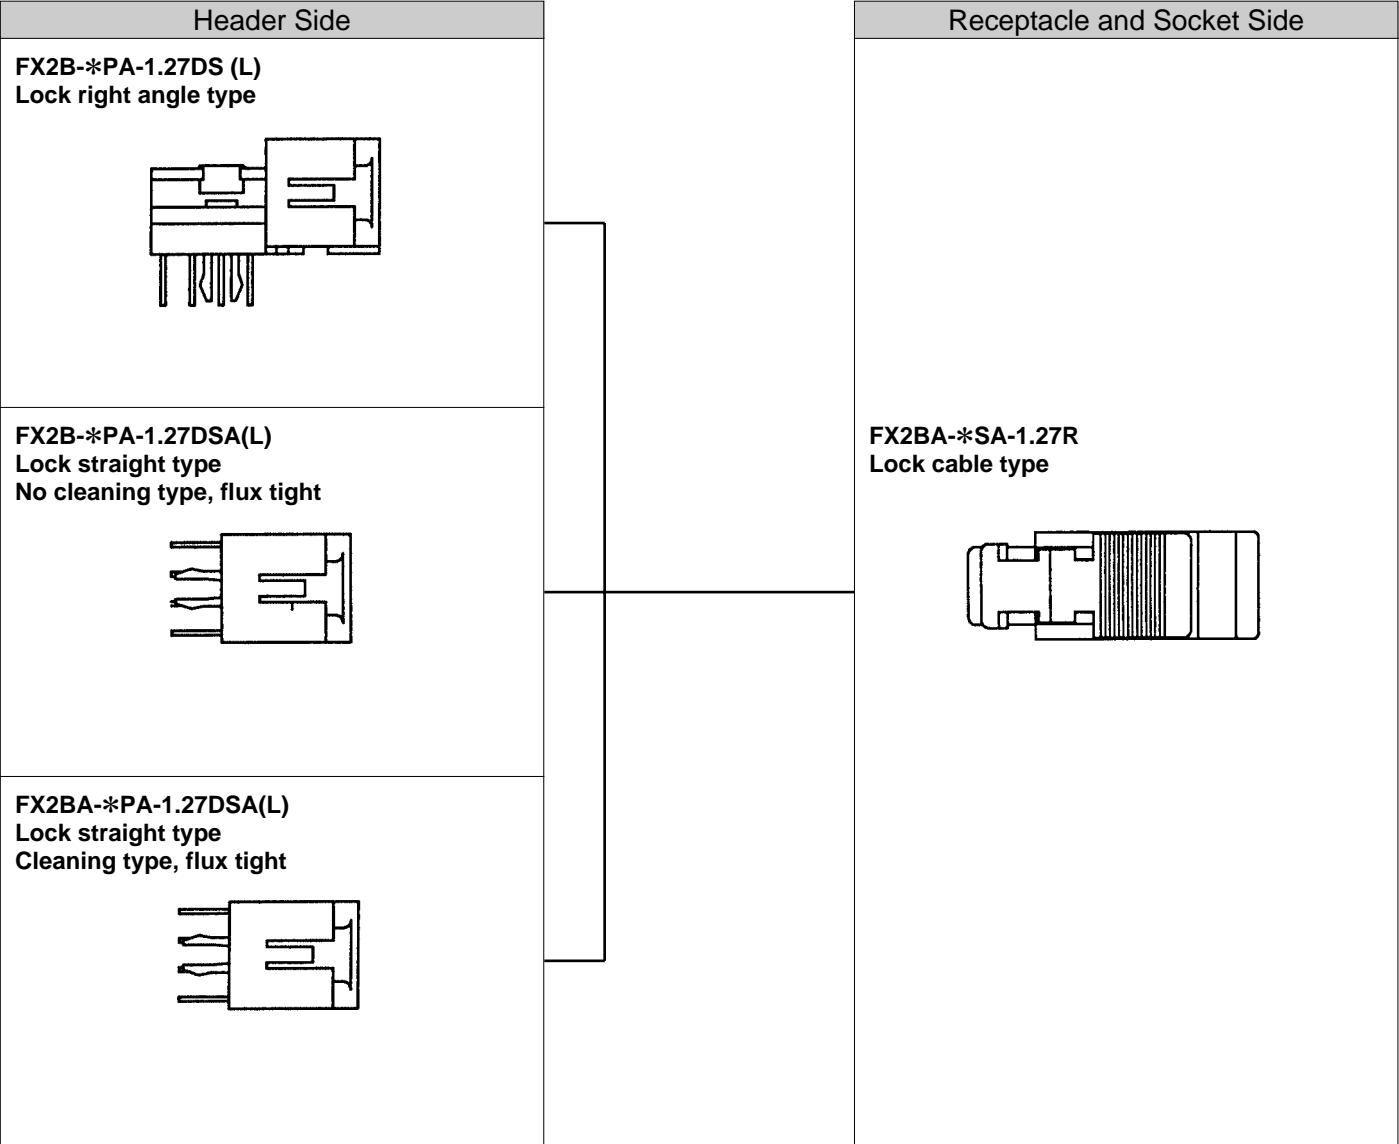 Header Side
Receptacle and Socket Side
FX2B-*PA-1.27DS (L)
Lock right angle type
FX2B-*PA-1.27DSA(L)
Lock straight type
No cleaning type, flux tight
FX2BA-*SA-1.27R
Lock cable type
FX2BA-*PA-1.27DSA(L)
Lock straight type
Cleaning type, flux tight